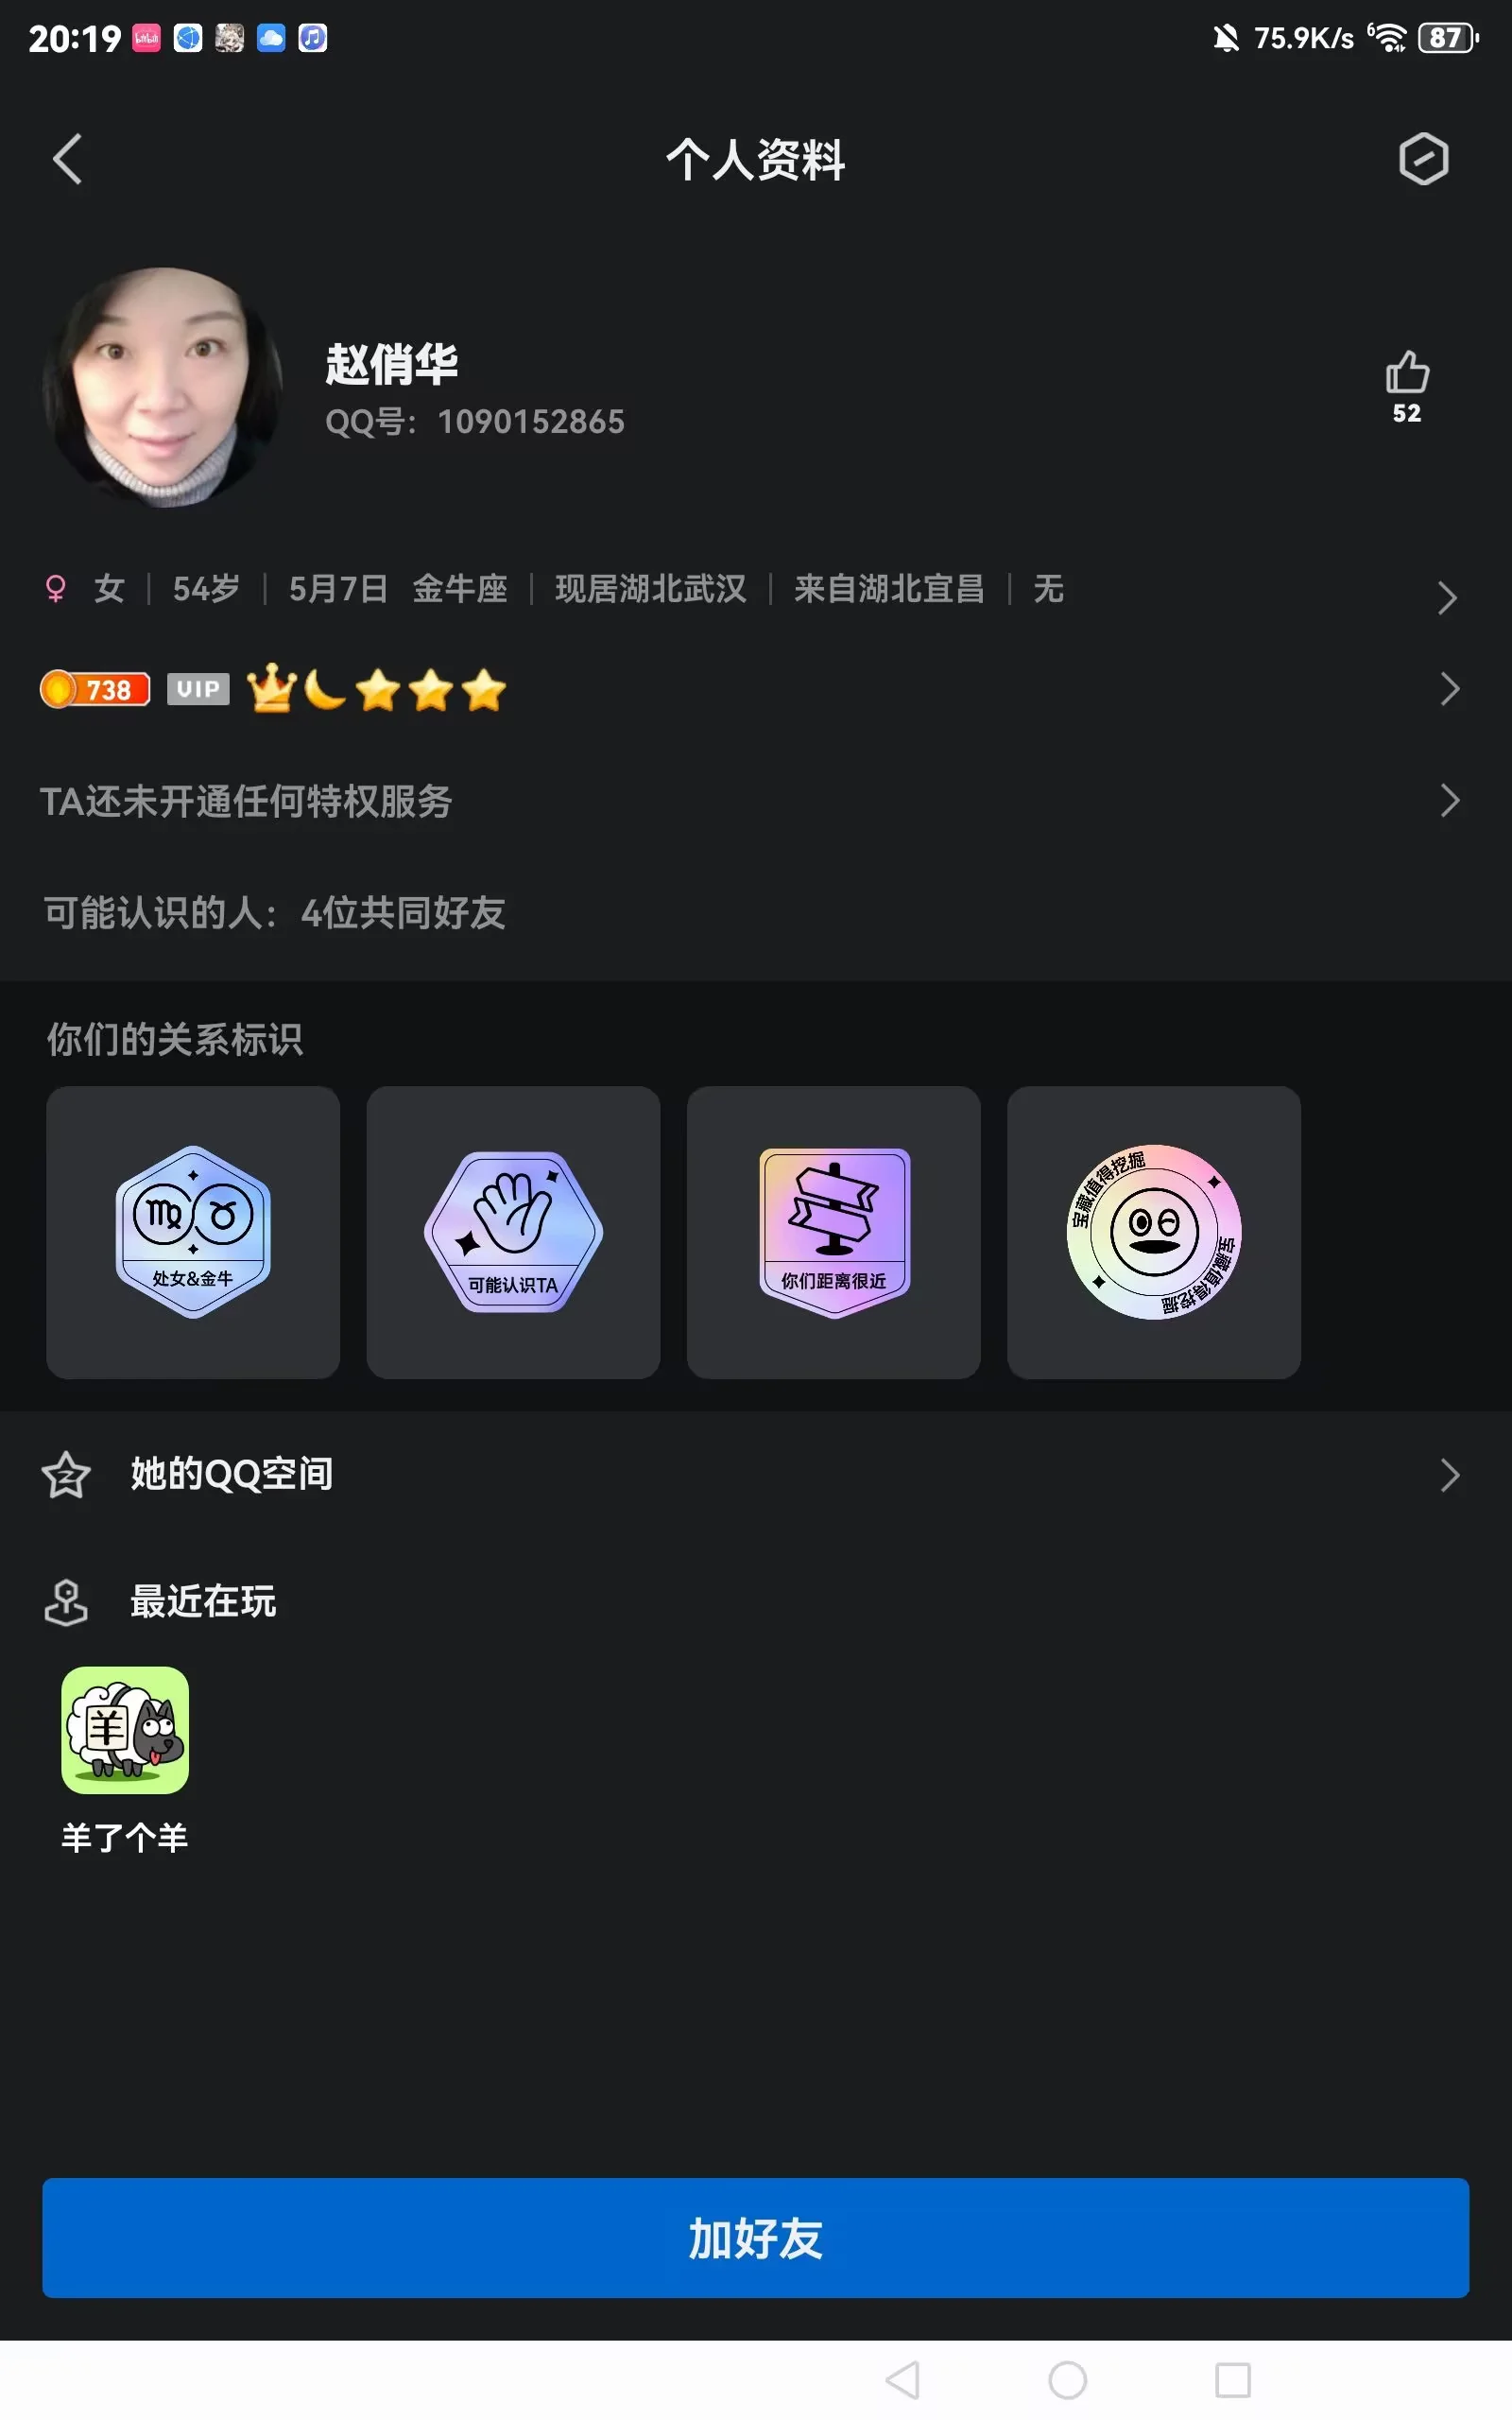 20:19 bilibili 75.9K/s 6 87
个人资料
赵俏华
QQ号：1090152865
52
女 | 54岁 | 5月7日 金牛座 | 现居湖北武汉 | 来自湖北宜昌 | 无
738 VIP
TA还未开通任何特权服务
可能认识的人：4位共同好友
你们的关系标识
处女&金牛
可能认识TA
你们距离很近
宝藏值得挖掘
宝藏值得挖掘
她的QQ空间
最近在玩
羊
羊了个羊
加好友